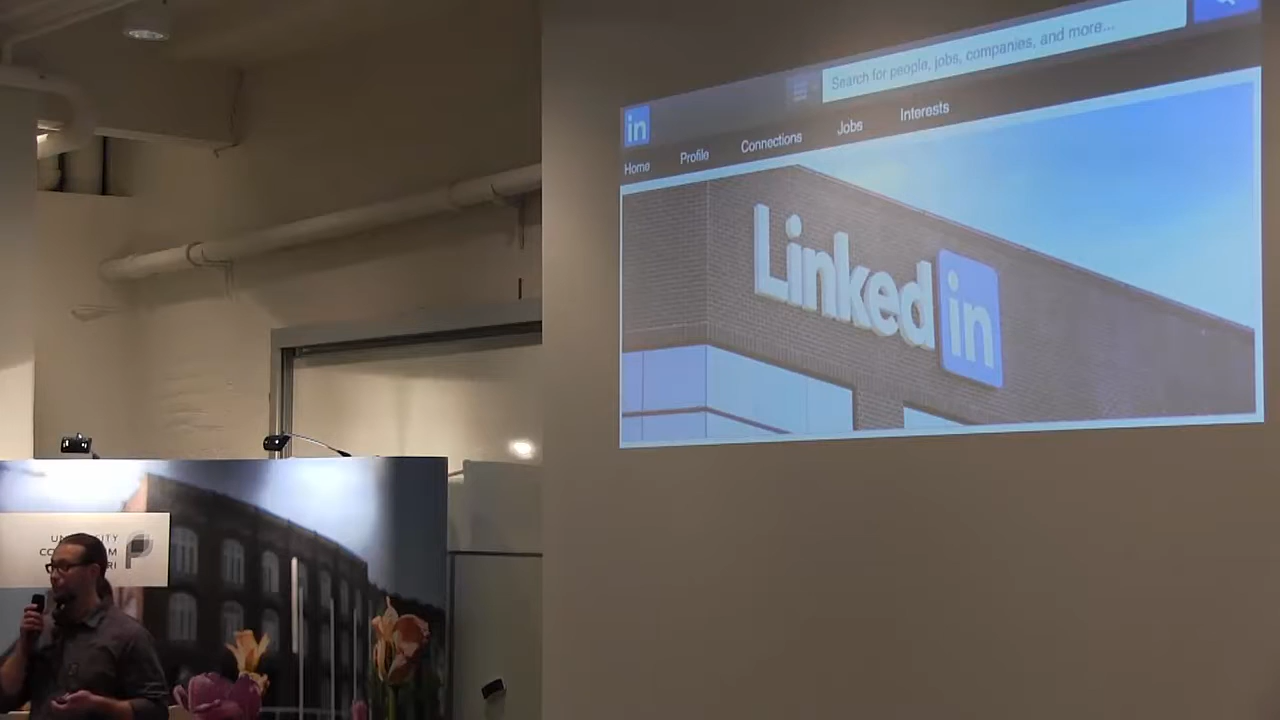 Search for people, jobs, companies, and more...
in
Home Profile Connections Jobs Interests
Linked in